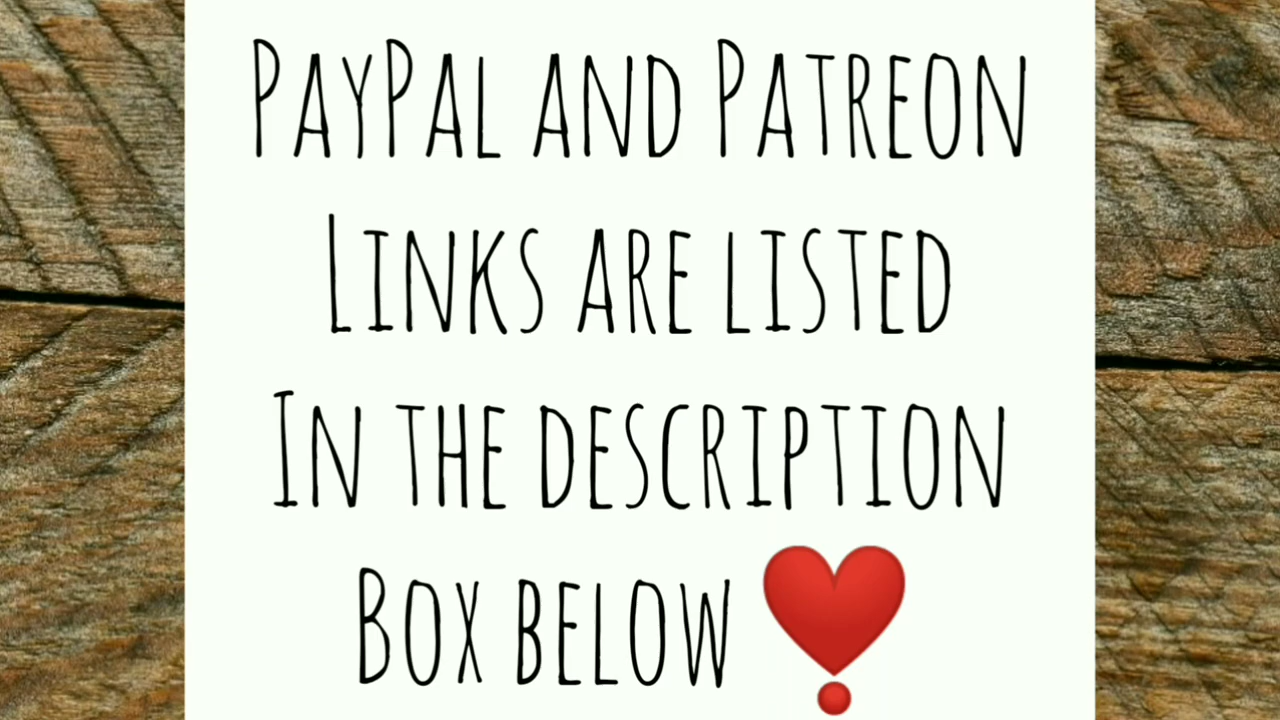 PayPal and Patreon
Links are listed
In the description
Box below ❣️